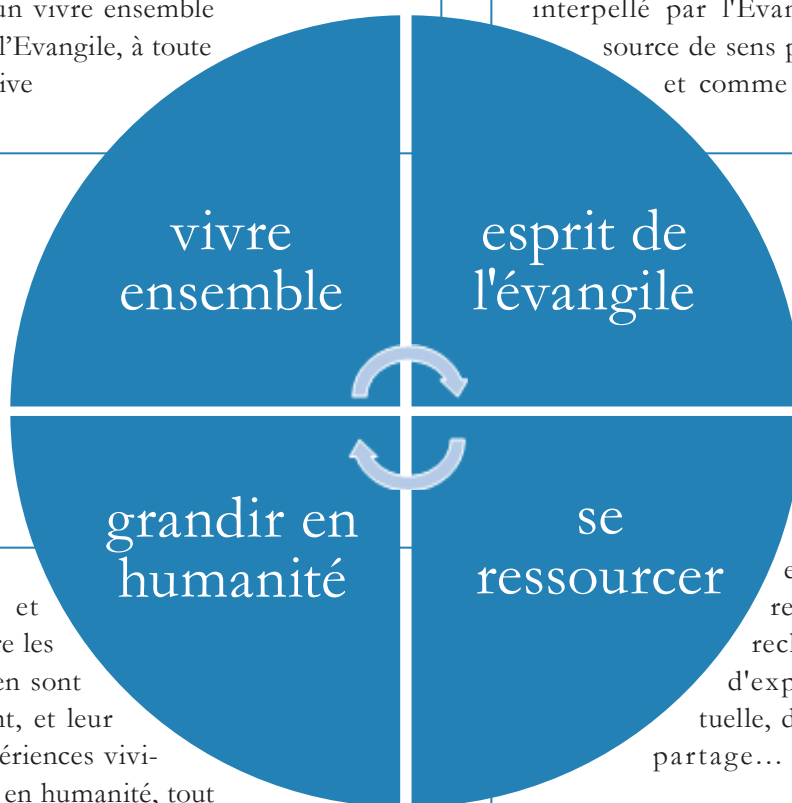 un vivre ensemble
l’Evangile, à toute
interpellé par l'Evan
source de sens p
et comme
vivre
ensemble
esprit de
l'évangile
grandir en
humanité
se
ressourcer
et
re les
en sont
nt, et leur
ériences vivi-
en humanité, tout
e
re
recl
d'exp
tuelle, d
partage...